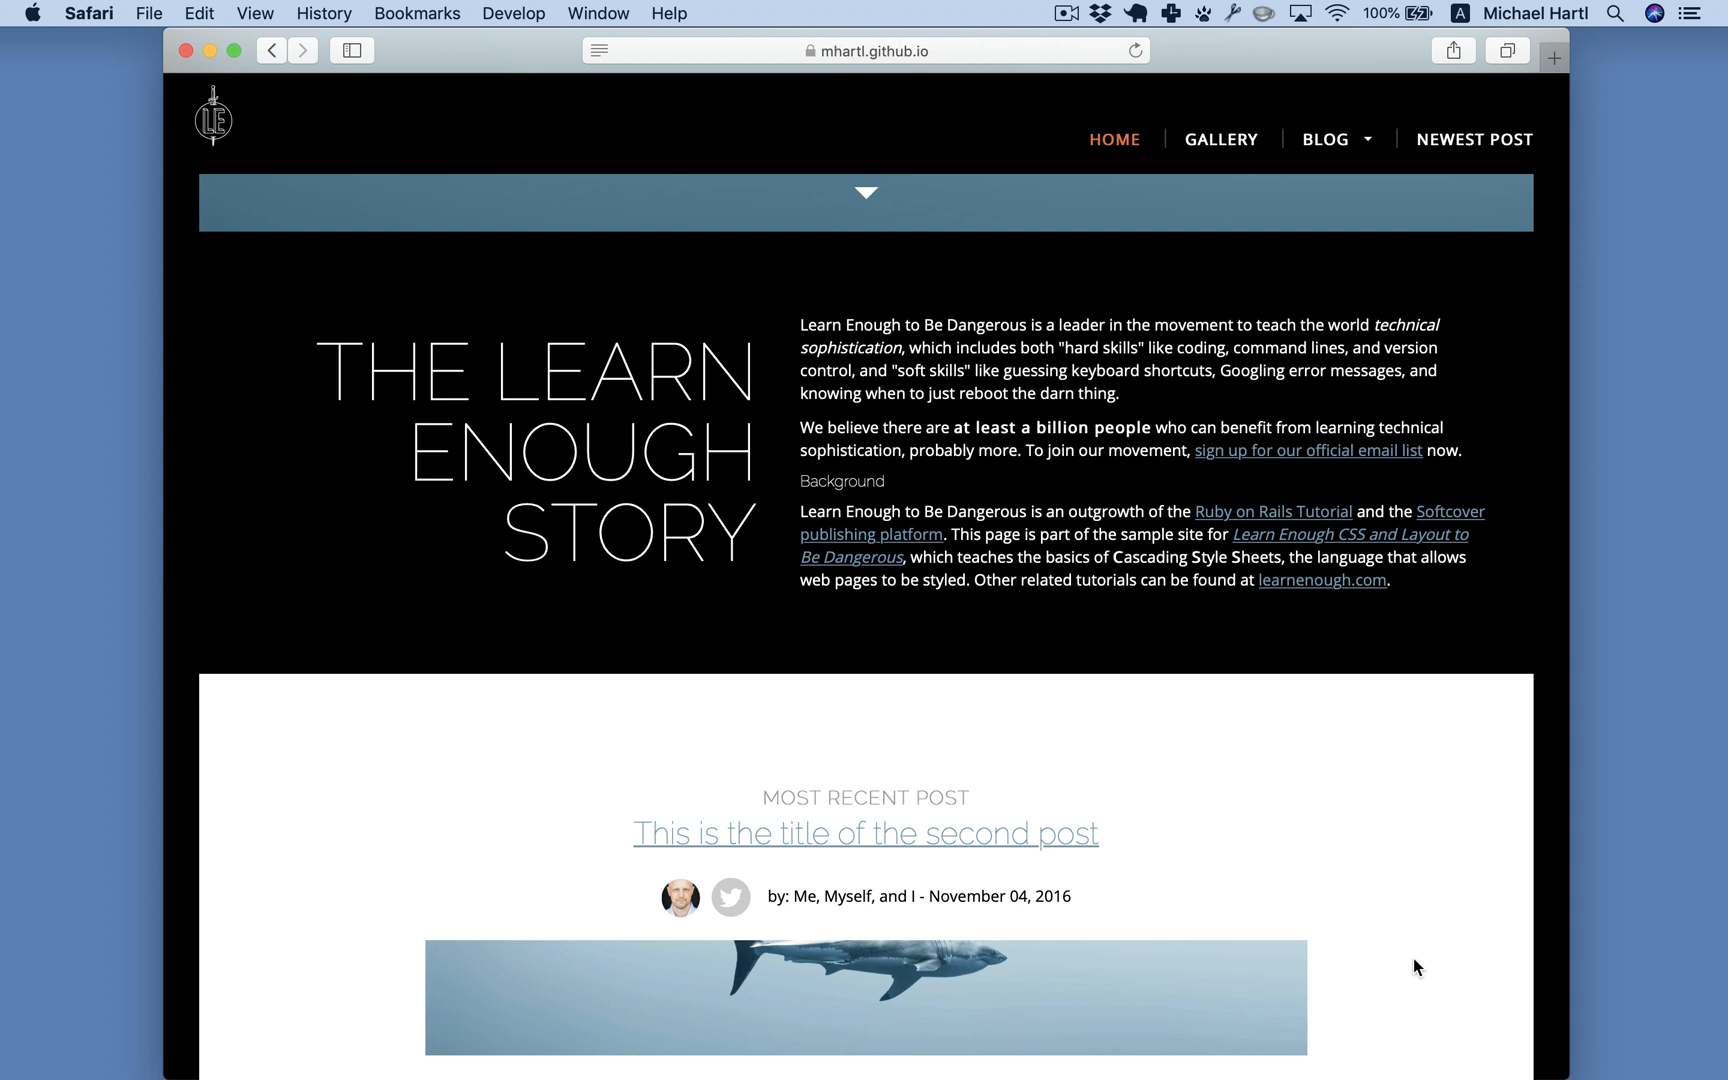 Safari File Edit View History Bookmarks Develop Window Help 100% A Michael Hartl
mhartl.github.io
LE
HOME GALLERY BLOG NEWEST POST
THE LEARN
ENOUGH
STORY
Learn Enough to Be Dangerous is a leader in the movement to teach the world technical
sophistication, which includes both "hard skills" like coding, command lines, and version
control, and "soft skills" like guessing keyboard shortcuts, Googling error messages, and
knowing when to just reboot the darn thing.
We believe there are at least a billion people who can benefit from learning technical
sophistication, probably more. To join our movement, sign up for our official email list now.
Background
Learn Enough to Be Dangerous is an outgrowth of the Ruby on Rails Tutorial and the Softcover
publishing platform. This page is part of the sample site for Learn Enough CSS and Layout to
Be Dangerous, which teaches the basics of Cascading Style Sheets, the language that allows
web pages to be styled. Other related tutorials can be found at learnenough.com.
MOST RECENT POST
This is the title of the second post
by: Me, Myself, and I - November 04, 2016